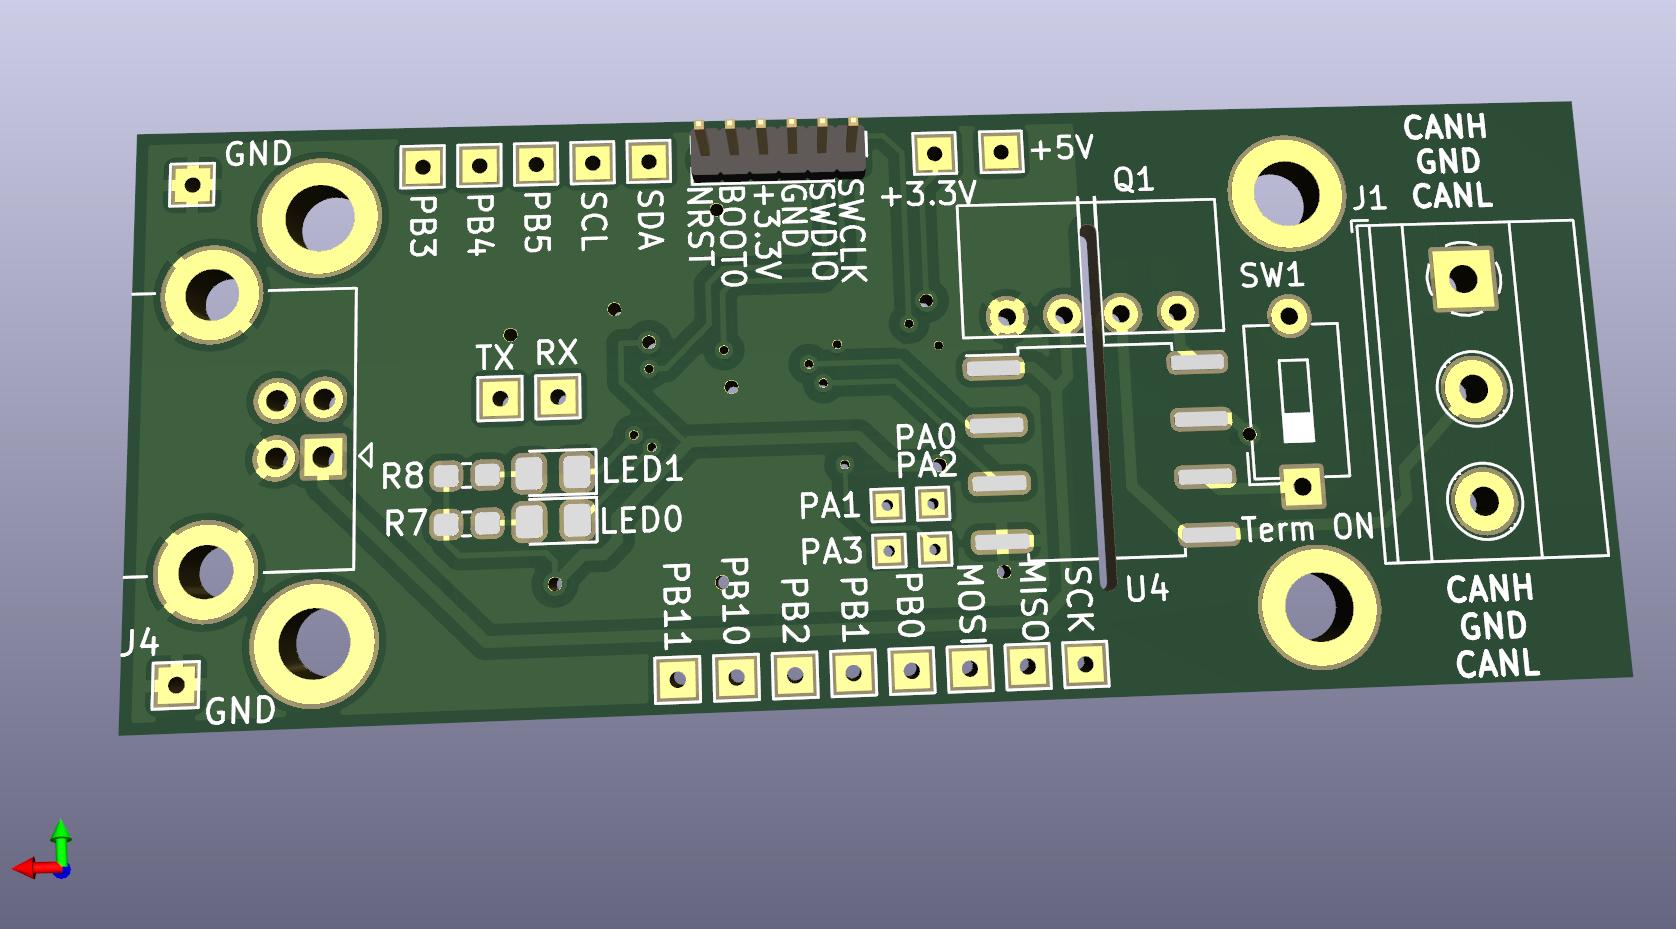 GND
PB3
PB4
PB5
SCL
SDA
NRST
BOOT0
+3.3V
GND
SWDIO
SWCLK
+3.3V
+5V
Q1
CANH
GND
CANL
J1
SW1
TX
RX
R8
LED1
R7
LED0
PA0
PA2
PA1
PA3
Term ON
U4
PB11
PB10
PB2
PB1
PB0
MOSI
MISO
SCK
CANH
GND
CANL
J4
GND